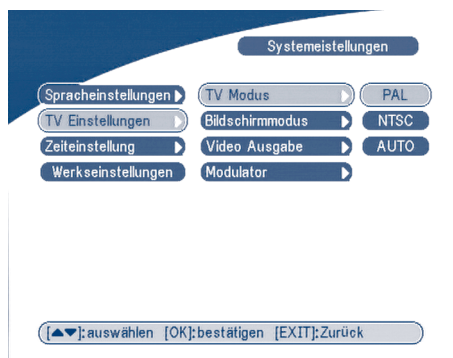 Systemeistellungen
Spracheinstellungen TV Modus PAL
TV Einstellungen Bildschirmmodus NTSC
Zeiteinstellung Video Ausgabe AUTO
Werkseinstellungen Modulator
[▲▼]:auswählen [OK]:bestätigen [EXIT]:Zurück